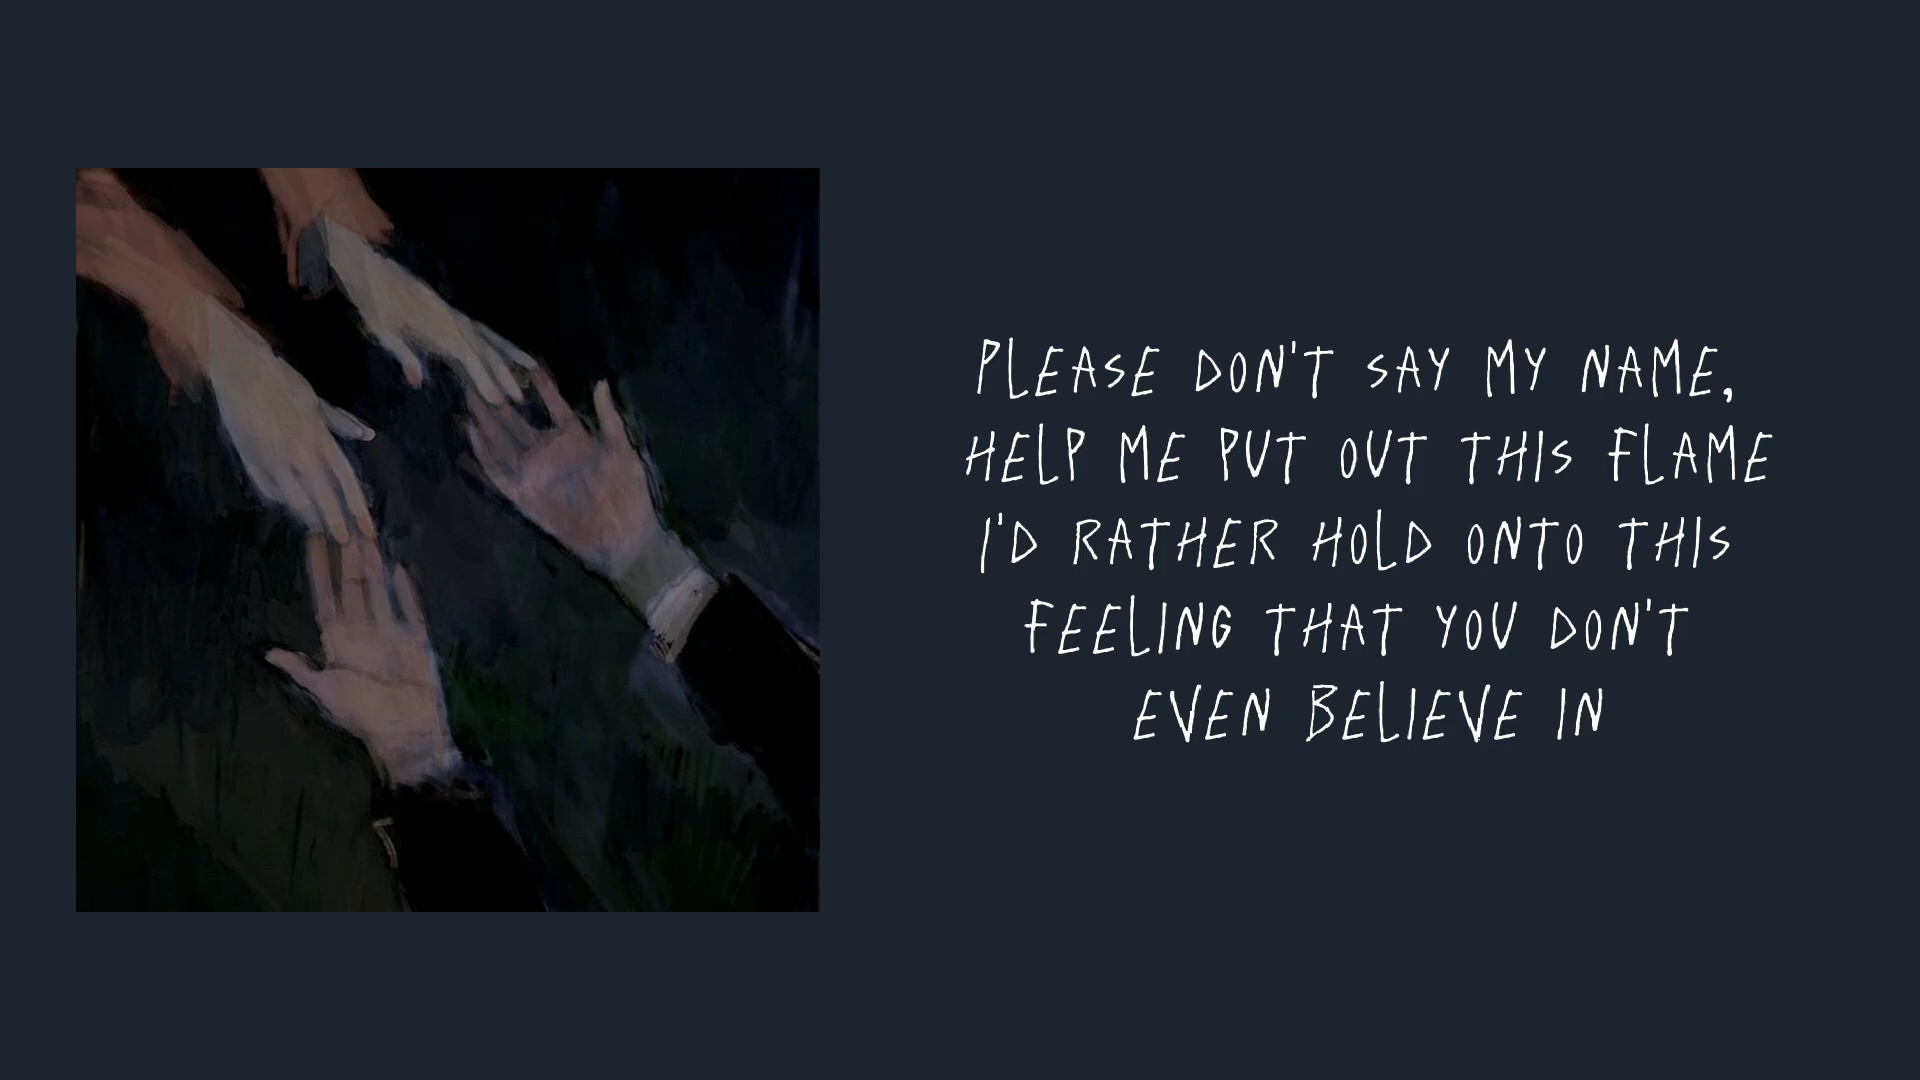 PLEASE DON'T SAY MY NAME,
HELP ME PUT OUT THIS FLAME
I'D RATHER HOLD ONTO THIS
FEELING THAT YOU DON'T
EVEN BELIEVE IN